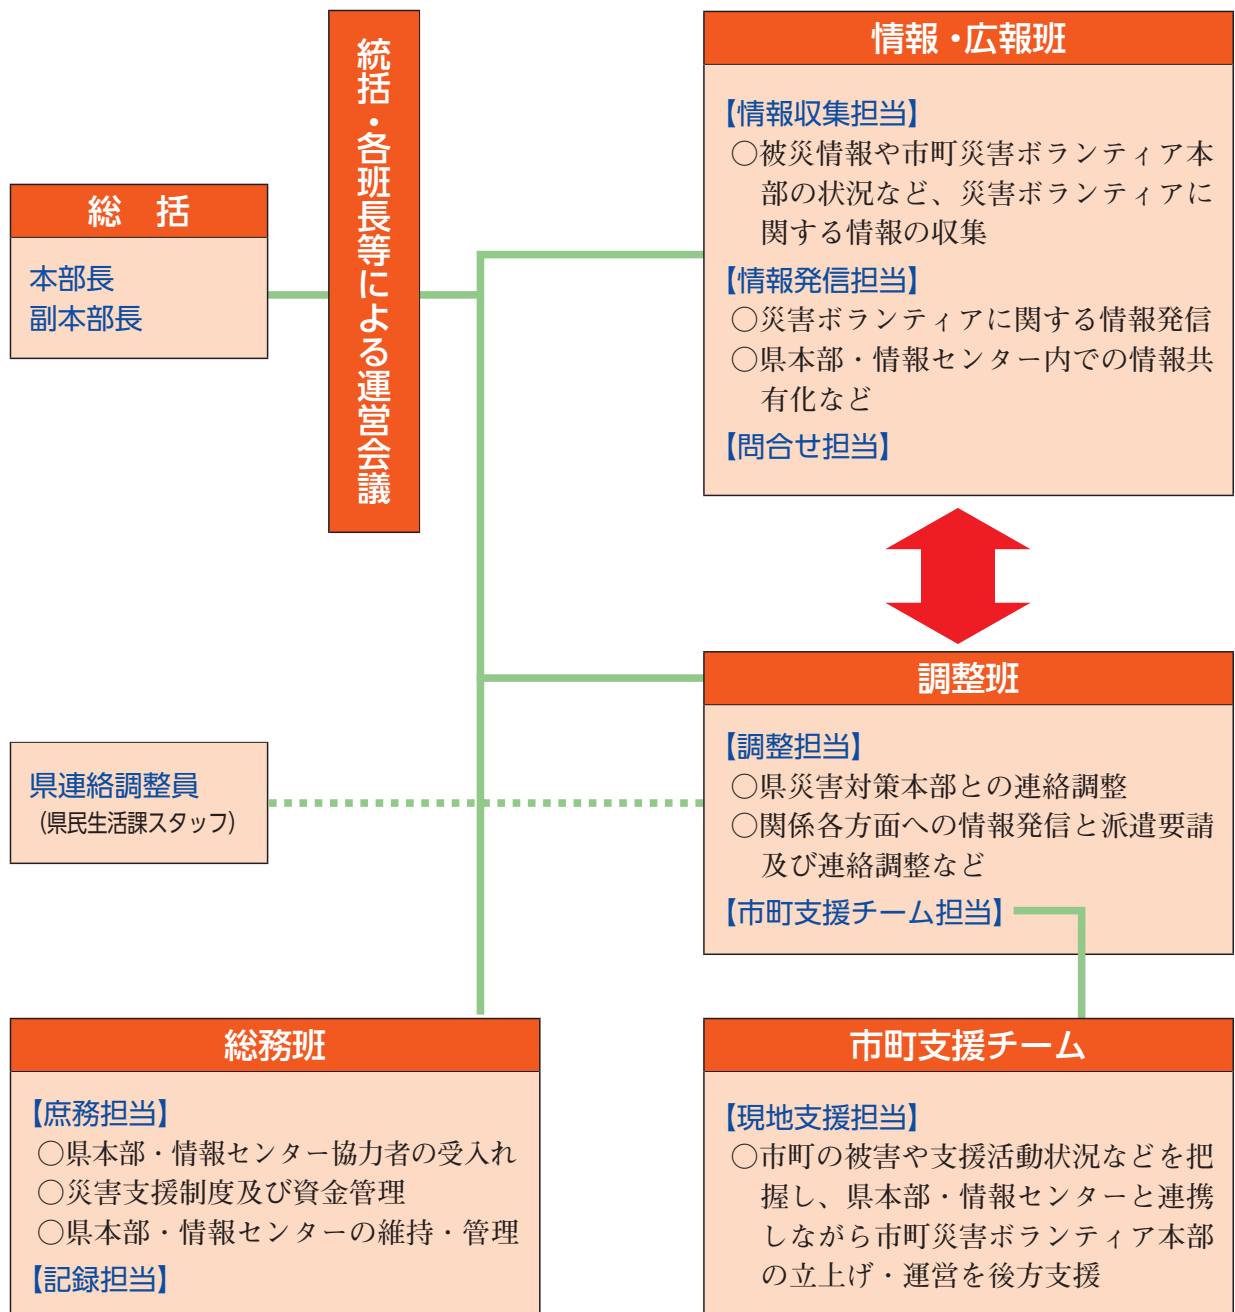 総　括
本部長
副本部長
統括・各班長等による運営会議
情報・広報班
【情報収集担当】
○被災情報や市町災害ボランティア本
部の状況など、災害ボランティアに
関する情報の収集
【情報発信担当】
○災害ボランティアに関する情報発信
○県本部・情報センター内での情報共
有化など
【問合せ担当】
調整班
【調整担当】
○県災害対策本部との連絡調整
○関係各方面への情報発信と派遣要請
及び連絡調整など
【市町支援チーム担当】
県連絡調整員
（県民生活課スタッフ）
総務班
【庶務担当】
○県本部・情報センター協力者の受入れ
○災害支援制度及び資金管理
○県本部・情報センターの維持・管理
【記録担当】
市町支援チーム
【現地支援担当】
○市町の被害や支援活動状況などを把
握し、県本部・情報センターと連携
しながら市町災害ボランティア本部
の立上げ・運営を後方支援